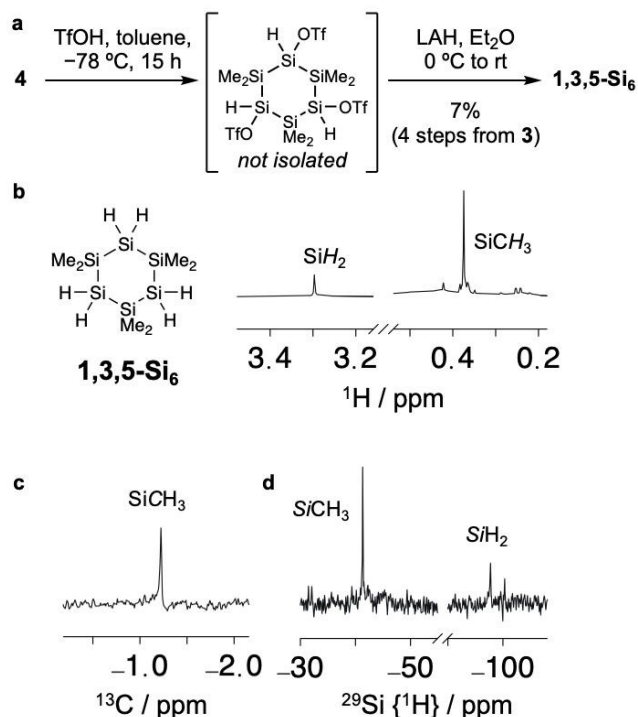 a
TfOH, toluene,
−78 ºC, 15 h
4
H OTf
Si
Me2Si SiMe2
H−Si Si−OTf
TfO Si H
Me2
not isolated
LAH, Et2O
0 ºC to rt
7%
(4 steps from 3)
1,3,5-Si6
b
H H
Si
Me2Si SiMe2
H−Si Si−H
H Si H
Me2
1,3,5-Si6
SiH2
SiCH3
3.4 3.2 0.4 0.2
1H / ppm
c
SiCH3
−1.0 −2.0
13C / ppm
d
SiCH3
SiH2
−30 −50 −100
29Si {1H} / ppm